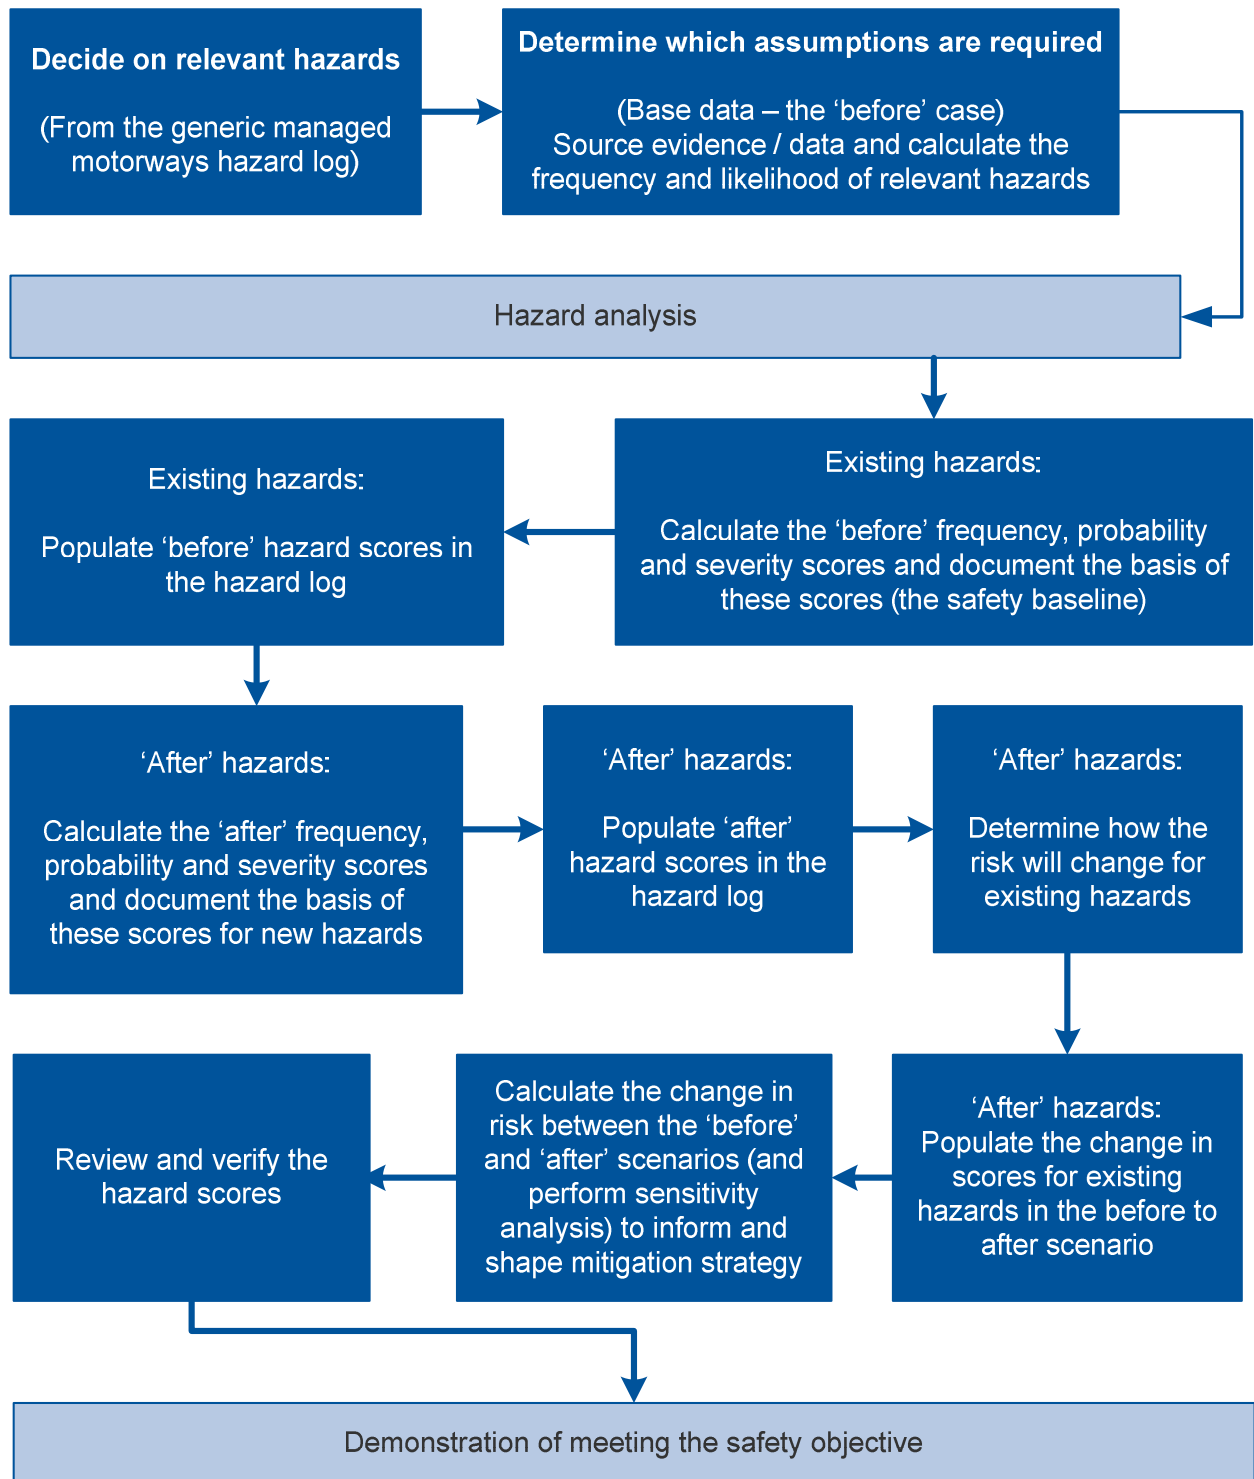 Decide on relevant hazards
(From the generic managed
motorways hazard log)
Determine which assumptions are required
(Base data – the ‘before’ case)
Source evidence / data and calculate the
frequency and likelihood of relevant hazards
Hazard analysis
Existing hazards:
Calculate the ‘before’ frequency, probability
and severity scores and document the basis of
these scores (the safety baseline)
Existing hazards:
Populate ‘before’ hazard scores in
the hazard log
‘After’ hazards:
Calculate the ‘after’ frequency,
probability and severity scores
and document the basis of
these scores for new hazards
‘After’ hazards:
Populate ‘after’
hazard scores in the
hazard log
‘After’ hazards:
Determine how the
risk will change for
existing hazards
‘After’ hazards:
Populate the change in
scores for existing
hazards in the before to
after scenario
Calculate the change in
risk between the ‘before’
and ‘after’ scenarios (and
perform sensitivity
analysis) to inform and
shape mitigation strategy
Review and verify the
hazard scores
Demonstration of meeting the safety objective